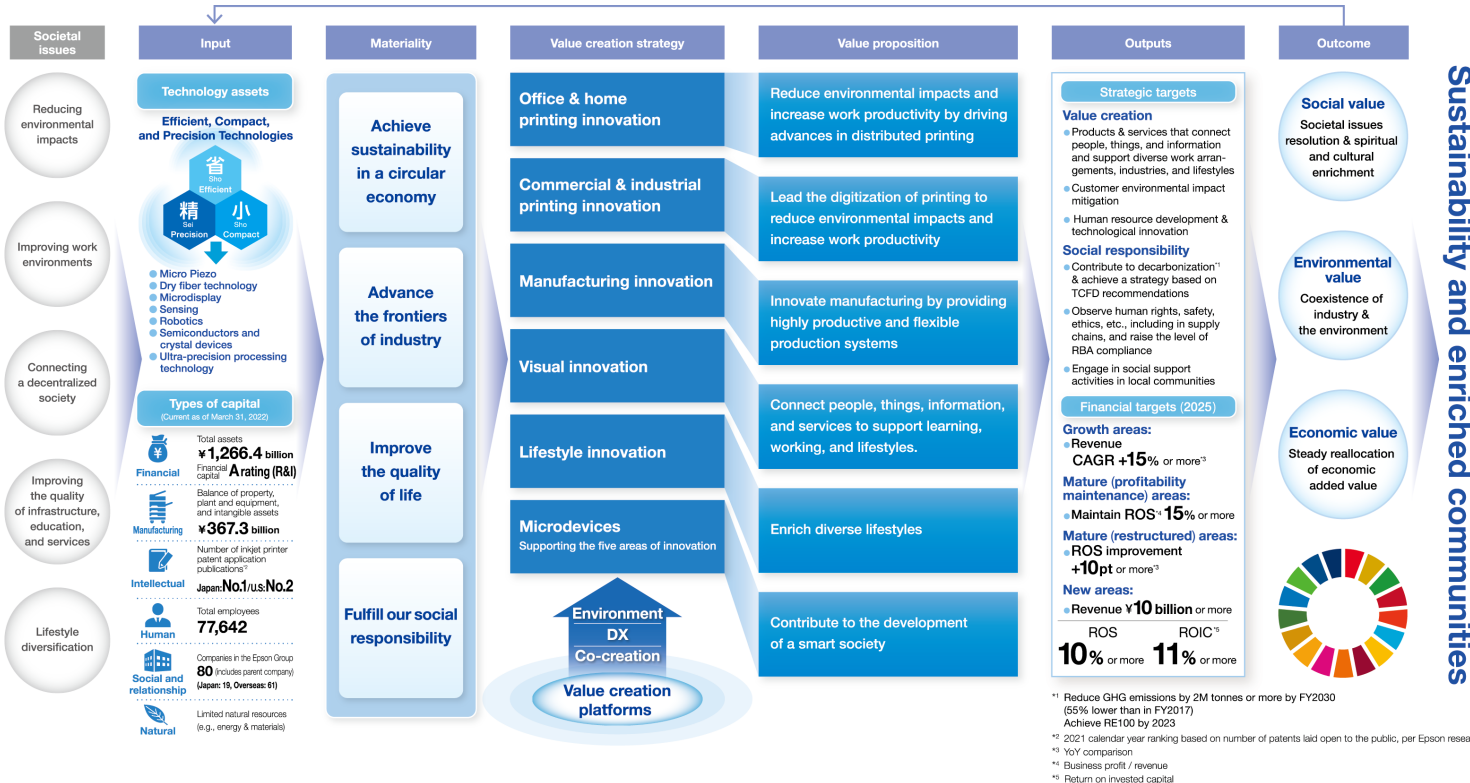 Societal
issues
Reducing
environmental
impacts
Improving work
environments
Connecting
a decentralized
society
Improving
the quality
of infrastructure,
education,
and services
Lifestyle
diversification
Input
Technology assets
Efficient, Compact,
and Precision Technologies
省
Sho
Efficient
精
Sei
Precision
小
Sho
Compact
Micro Piezo
Dry fiber technology
Microdisplay
Sensing
Robotics
Semiconductors and
crystal devices
Ultra-precision processing
technology
Types of capital
(Current as of March 31, 2022)
Financial
Total assets
¥1,266.4 billion
Financial
capital A rating (R&I)
Manufacturing
Balance of property,
plant and equipment,
and intangible assets
¥367.3 billion
Intellectual
Number of inkjet printer
patent application
publications*2
Japan: No.1/U.S: No.2
Human
Total employees
77,642
Social and
relationship
Companies in the Epson Group
80 (includes parent company)
(Japan: 19, Overseas: 61)
Natural
Limited natural resources
(e.g., energy & materials)
Materiality
Achieve
sustainability
in a circular
economy
Advance
the frontiers
of industry
Improve
the quality
of life
Fulfill our social
responsibility
Value creation strategy
Office & home
printing innovation
Commercial & industrial
printing innovation
Manufacturing innovation
Visual innovation
Lifestyle innovation
Microdevices
Supporting the five areas of innovation
Environment
DX
Co-creation
Value creation
platforms
Value proposition
Reduce environmental impacts and
increase work productivity by driving
advances in distributed printing
Lead the digitization of printing to
reduce environmental impacts and
increase work productivity
Innovate manufacturing by providing
highly productive and flexible
production systems
Connect people, things, information,
and services to support learning,
working, and lifestyles.
Enrich diverse lifestyles
Contribute to the development
of a smart society
Outputs
Strategic targets
Value creation
Products & services that connect
people, things, and information
and support diverse work arran-
gements, industries, and lifestyles
Customer environmental impact
mitigation
Human resource development &
technological innovation
Social responsibility
Contribute to decarbonization*1
& achieve a strategy based on
TCFD recommendations
Observe human rights, safety,
ethics, etc., including in supply
chains, and raise the level of
RBA compliance
Engage in social support
activities in local communities
Financial targets (2025)
Growth areas:
Revenue
CAGR +15% or more*3
Mature (profitability
maintenance) areas:
Maintain ROS*4 15% or more
Mature (restructured) areas:
ROS improvement
+10pt or more*3
New areas:
Revenue ¥10 billion or more
ROS
10% or more
ROIC*5
11% or more
*1 Reduce GHG emissions by 2M tonnes or more by FY2030
(55% lower than in FY2017)
Achieve RE100 by 2023
*2 2021 calendar year ranking based on number of patents laid open to the public, per Epson resea
*3 YoY comparison
*4 Business profit / revenue
*5 Return on invested capital
Outcome
Social value
Societal issues
resolution & spiritual
and cultural
enrichment
Environmental
value
Coexistence of
industry &
the environment
Economic value
Steady reallocation
of economic
added value
Sustainability and enriched communities